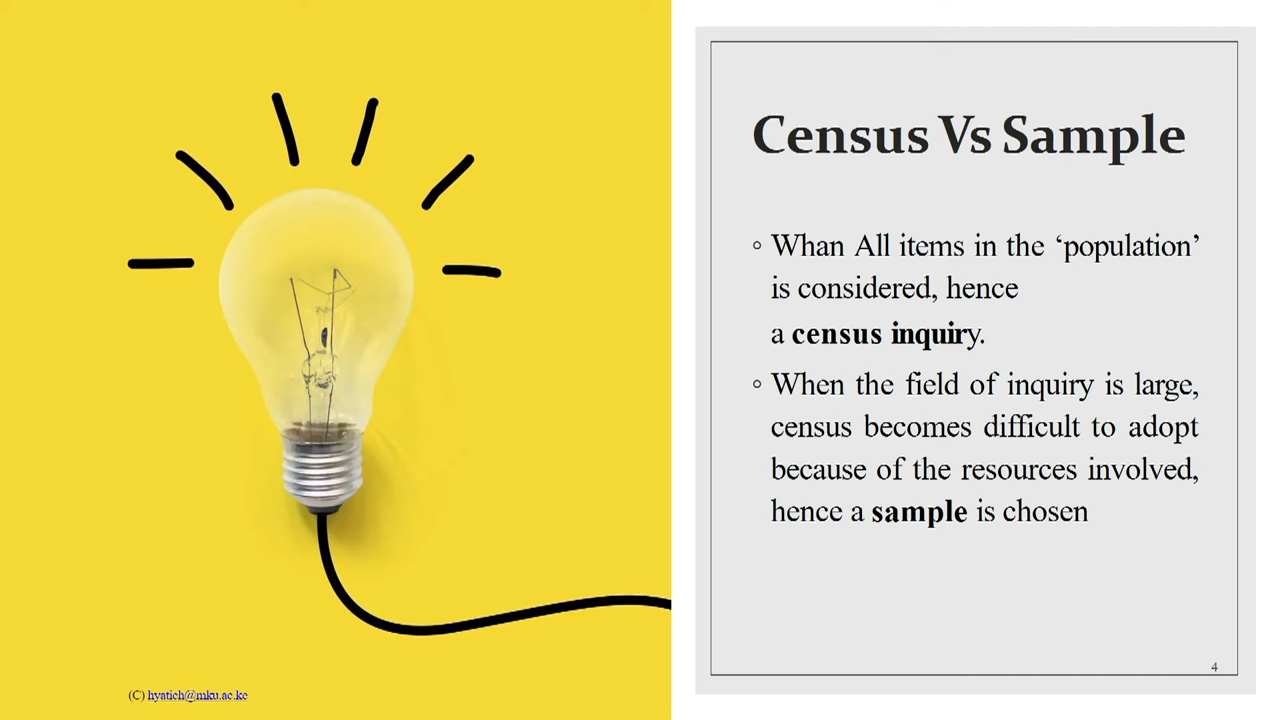 Census Vs Sample
◦ Whan All items in the ‘population’
is considered, hence
a census inquiry.
◦ When the field of inquiry is large,
census becomes difficult to adopt
because of the resources involved,
hence a sample is chosen
4
(C) hyatich@mku.ac.ke